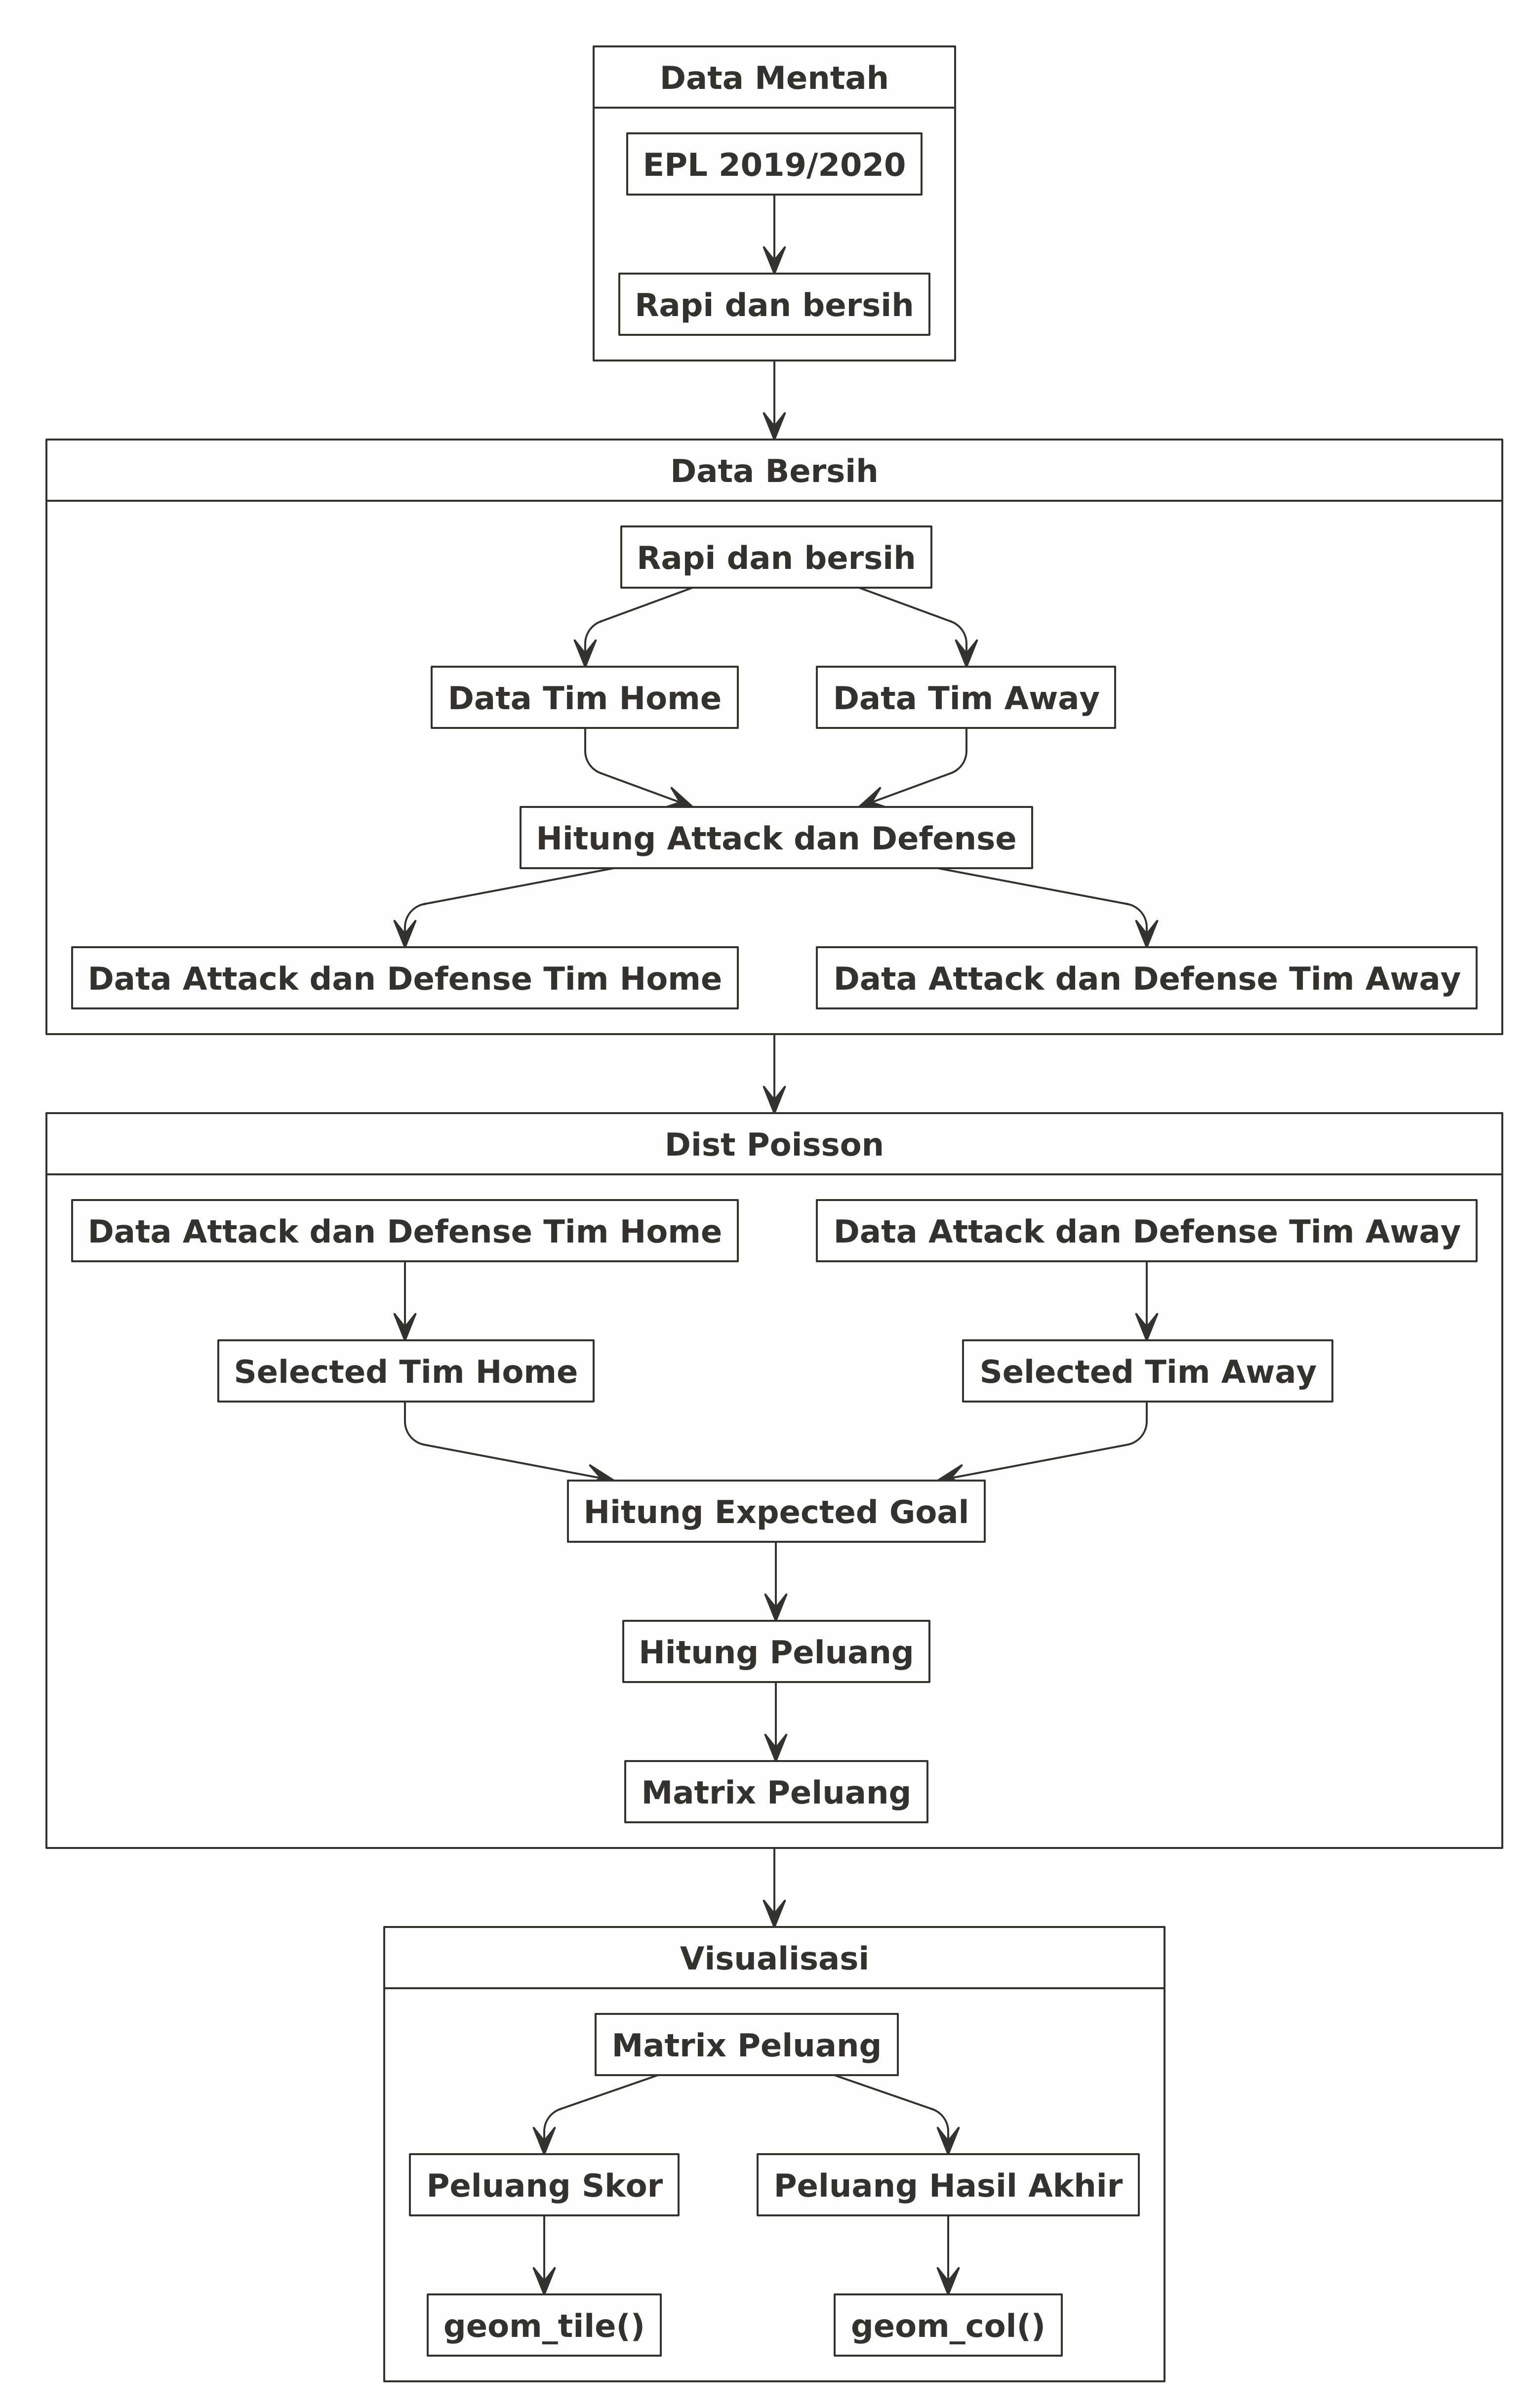 Data Mentah
EPL 2019/2020
Rapi dan bersih
Data Bersih
Rapi dan bersih
Data Tim Home
Data Tim Away
Hitung Attack dan Defense
Data Attack dan Defense Tim Home
Data Attack dan Defense Tim Away
Dist Poisson
Data Attack dan Defense Tim Home
Data Attack dan Defense Tim Away
Selected Tim Home
Selected Tim Away
Hitung Expected Goal
Hitung Peluang
Matrix Peluang
Visualisasi
Matrix Peluang
Peluang Skor
Peluang Hasil Akhir
geom_tile()
geom_col()